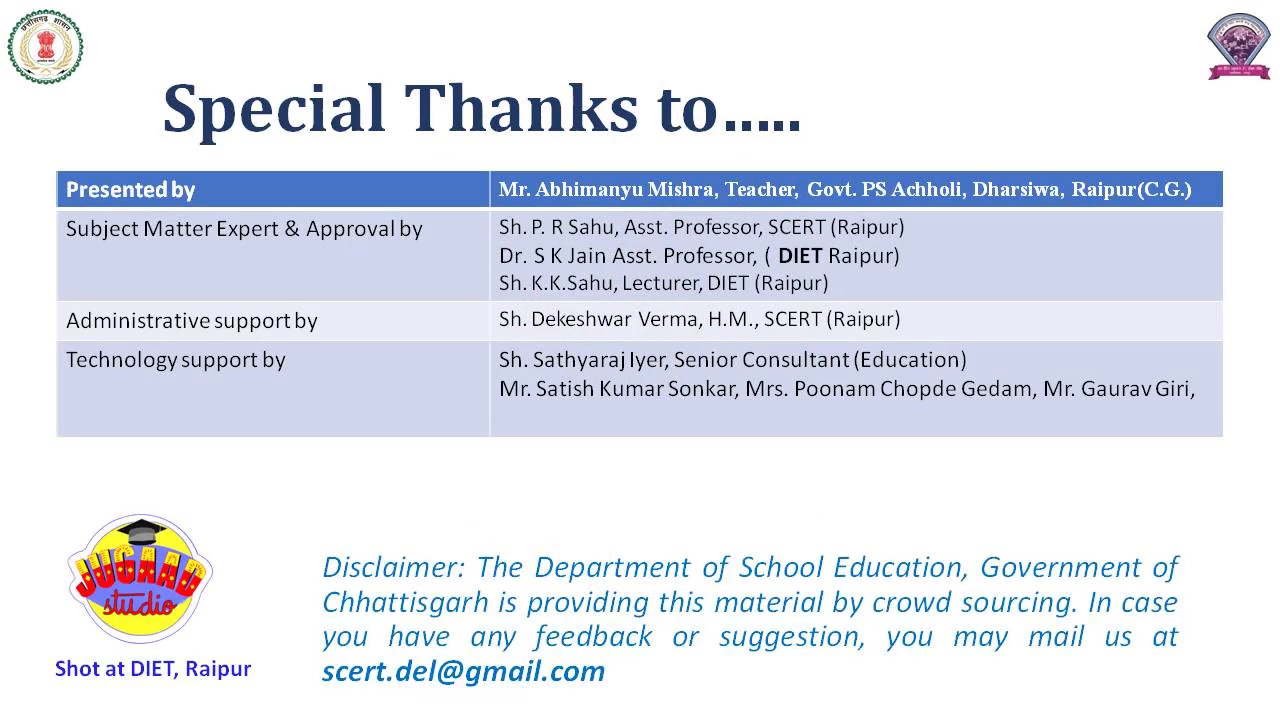 छत्तीसगढ़ शासन
Special Thanks to.....
Presented by
Mr. Abhimanyu Mishra, Teacher, Govt. PS Achholi, Dharsiwa, Raipur(C.G.)
Subject Matter Expert & Approval by
Sh. P. R Sahu, Asst. Professor, SCERT (Raipur)
Dr. S K Jain Asst. Professor, ( DIET Raipur)
Sh. K.K.Sahu, Lecturer, DIET (Raipur)
Administrative support by
Sh. Dekeshwar Verma, H.M., SCERT (Raipur)
Technology support by
Sh. Sathyaraj Iyer, Senior Consultant (Education)
Mr. Satish Kumar Sonkar, Mrs. Poonam Chopde Gedam, Mr. Gaurav Giri,
JUGAAD
studio
Shot at DIET, Raipur
Disclaimer: The Department of School Education, Government of
Chhattisgarh is providing this material by crowd sourcing. In case
you have any feedback or suggestion, you may mail us at
scert.del@gmail.com